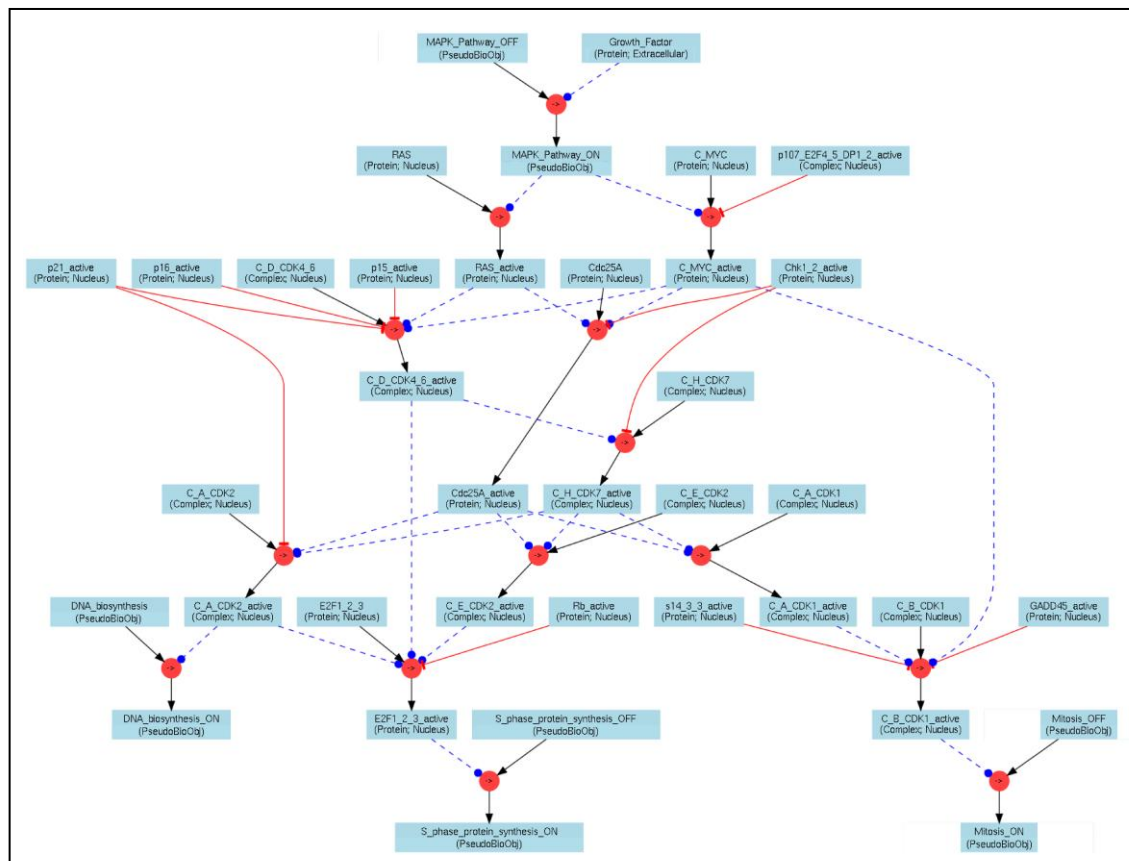 MAPK_Pathway_OFF
(PseudoBioObj)
Growth_Factor
(Protein; Extracellular)
->
RAS
(Protein; Nucleus)
MAPK_Pathway_ON
(PseudoBioObj)
C_MYC
(Protein; Nucleus)
p107_E2F4_5_DP1_2_active
(Complex; Nucleus)
->
->
p21_active
(Protein; Nucleus)
p16_active
(Protein; Nucleus)
C_D_CDK4_6
(Complex; Nucleus)
p15_active
(Protein; Nucleus)
RAS_active
(Protein; Nucleus)
Cdc25A
(Protein; Nucleus)
C_MYC_active
(Protein; Nucleus)
Chk1_2_active
(Protein; Nucleus)
->
->
C_D_CDK4_6_active
(Complex; Nucleus)
C_H_CDK7
(Complex; Nucleus)
->
C_A_CDK2
(Complex; Nucleus)
Cdc25A_active
(Protein; Nucleus)
C_H_CDK7_active
(Complex; Nucleus)
C_E_CDK2
(Complex; Nucleus)
C_A_CDK1
(Complex; Nucleus)
->
->
->
DNA_biosynthesis
(PseudoBioObj)
C_A_CDK2_active
(Complex; Nucleus)
E2F1_2_3
(Protein; Nucleus)
C_E_CDK2_active
(Complex; Nucleus)
Rb_active
(Protein; Nucleus)
s14_3_3_active
(Protein; Nucleus)
C_A_CDK1_active
(Complex; Nucleus)
C_B_CDK1
(Complex; Nucleus)
GADD45_active
(Protein; Nucleus)
->
->
->
DNA_biosynthesis_ON
(PseudoBioObj)
E2F1_2_3_active
(Protein; Nucleus)
S_phase_protein_synthesis_OFF
(PseudoBioObj)
C_B_CDK1_active
(Complex; Nucleus)
Mitosis_OFF
(PseudoBioObj)
->
->
S_phase_protein_synthesis_ON
(PseudoBioObj)
Mitosis_ON
(PseudoBioObj)